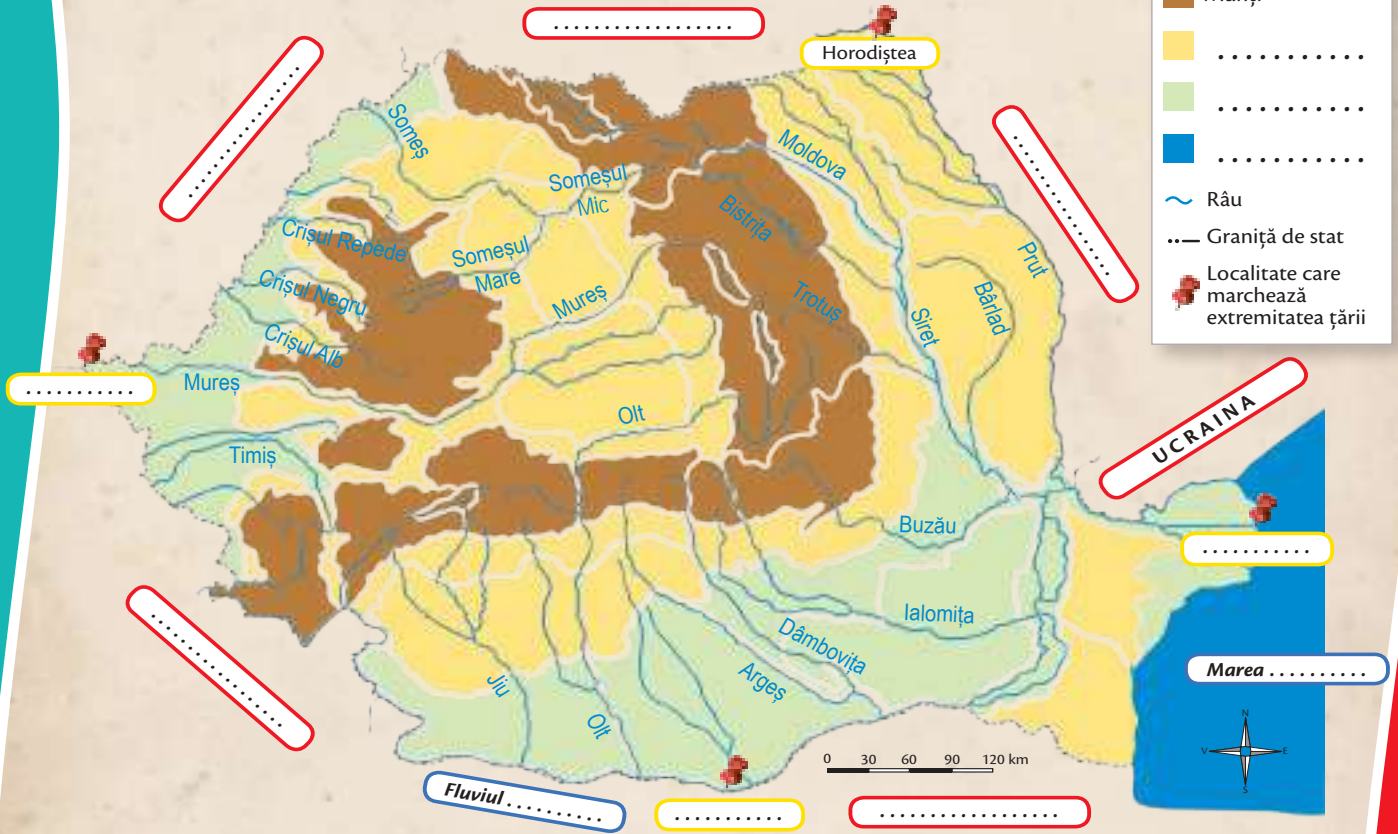 Munți
. . . . . . . . . . . . . . . . .
Horodiștea
. . . . . . . . . . .
. . . . . . . . . . .
. . . . . . . . . . .
Râu
Graniță de stat
Localitate care
marchează
extremitatea țării
. . . . . . . . . . . . . . . . .
. . . . . . . . . . . . . . . . .
Someș
Moldova
Someșul
Mic
Bistrița
Crișul Repede
Someșul
Mare
Prut
Crișul Negru
Mureș
Trotuș
Bârlad
Siret
Crișul Alb
. . . . . . . . . . .
Mureș
Olt
UCRAINA
Timiș
Buzău
. . . . . . . . . . .
Ialomița
Dâmbovița
. . . . . . . . . . . . . . . . .
Argeș
Marea . . . . . . . . . .
Jiu
Olt
N
V
E
S
0 30 60 90 120 km
Fluviul . . . . . . . . .
. . . . . . . . . . .
. . . . . . . . . . . . . . . . .